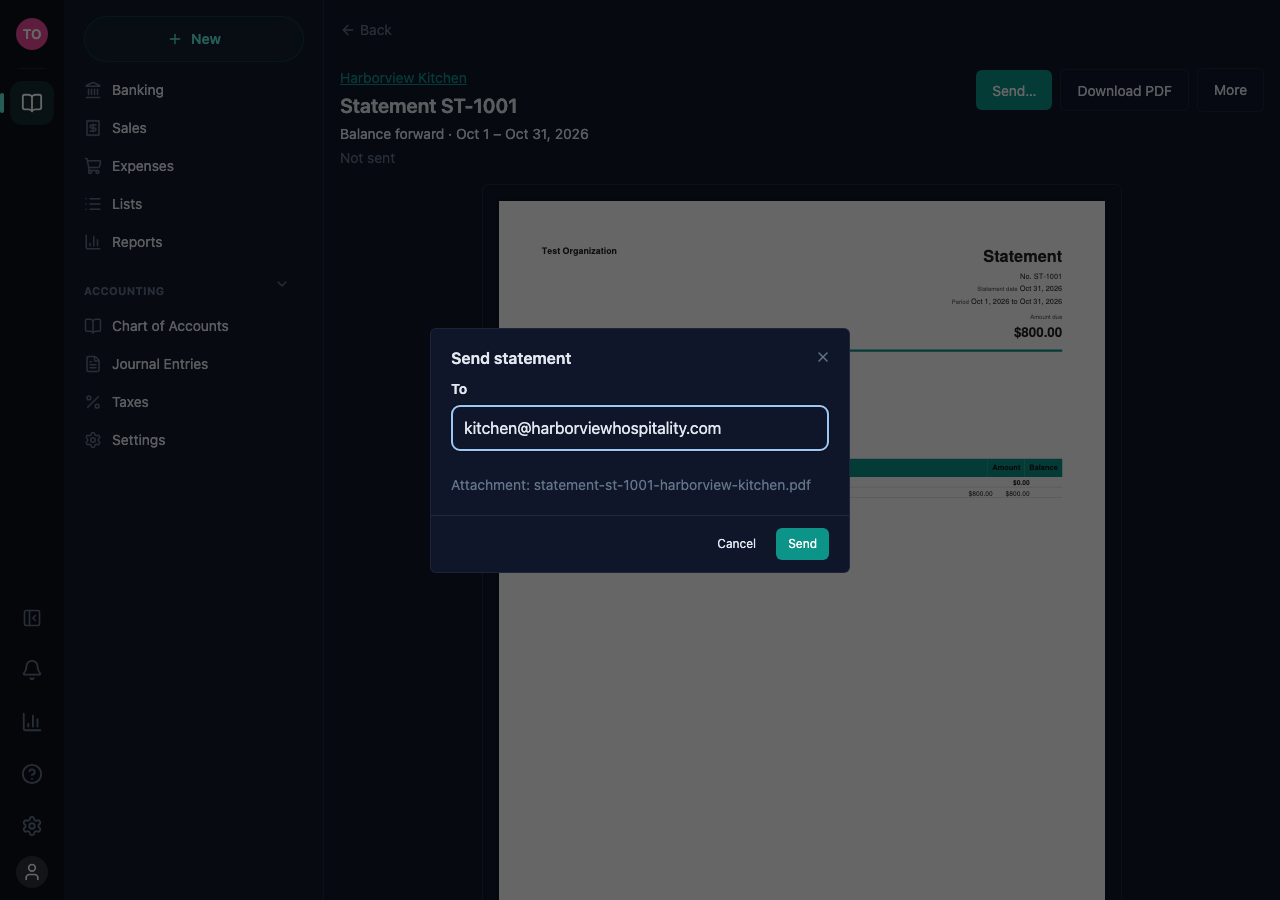 TO
New
Banking
Sales
Expenses
Lists
Reports
ACCOUNTING
Chart of Accounts
Journal Entries
Taxes
Settings
Back
Harborview Kitchen
Statement ST-1001
Balance forward · Oct 1 – Oct 31, 2026
Not sent
Send...
Download PDF
More
Test Organization
Statement
No. ST-1001
Statement date Oct 31, 2026
Period Oct 1, 2026 to Oct 31, 2026
Amount due
$800.00
Amount Balance
$0.00
$800.00 $800.00
Send statement
To
kitchen@harborviewhospitality.com
Attachment: statement-st-1001-harborview-kitchen.pdf
Cancel
Send